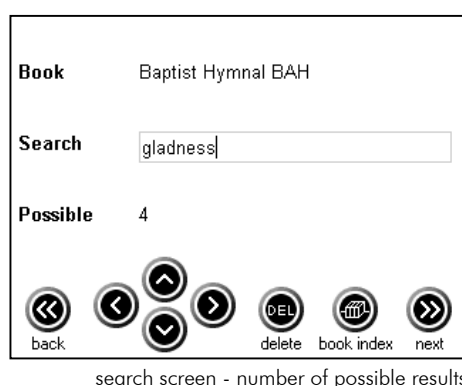 Book Baptist Hymnal BAH
Search gladness
Possible 4
DEL
back delete book index next
search screen - number of possible results